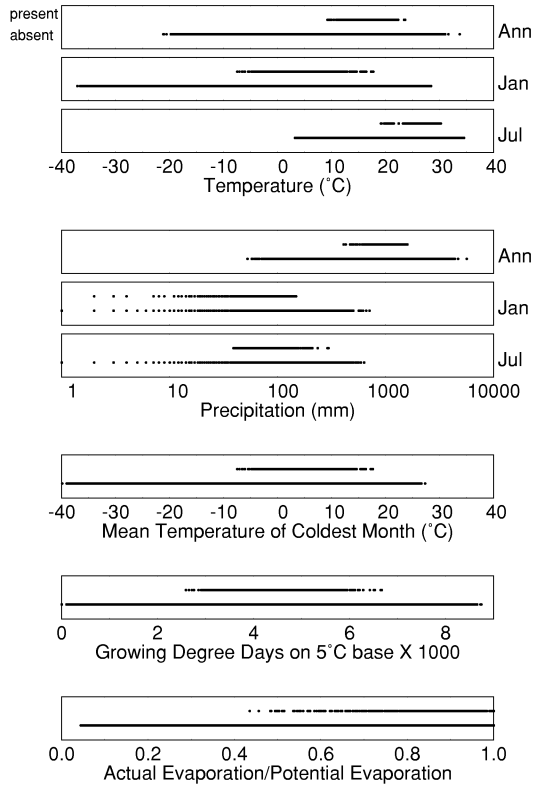 present
absent
Ann
Jan
Jul
-40 -30 -20 -10 0 10 20 30 40
Temperature (˚C)
Ann
Jan
Jul
1 10 100 1000 10000
Precipitation (mm)
-40 -30 -20 -10 0 10 20 30 40
Mean Temperature of Coldest Month (˚C)
0 2 4 6 8
Growing Degree Days on 5˚C base X 1000
0.0 0.2 0.4 0.6 0.8 1.0
Actual Evaporation/Potential Evaporation